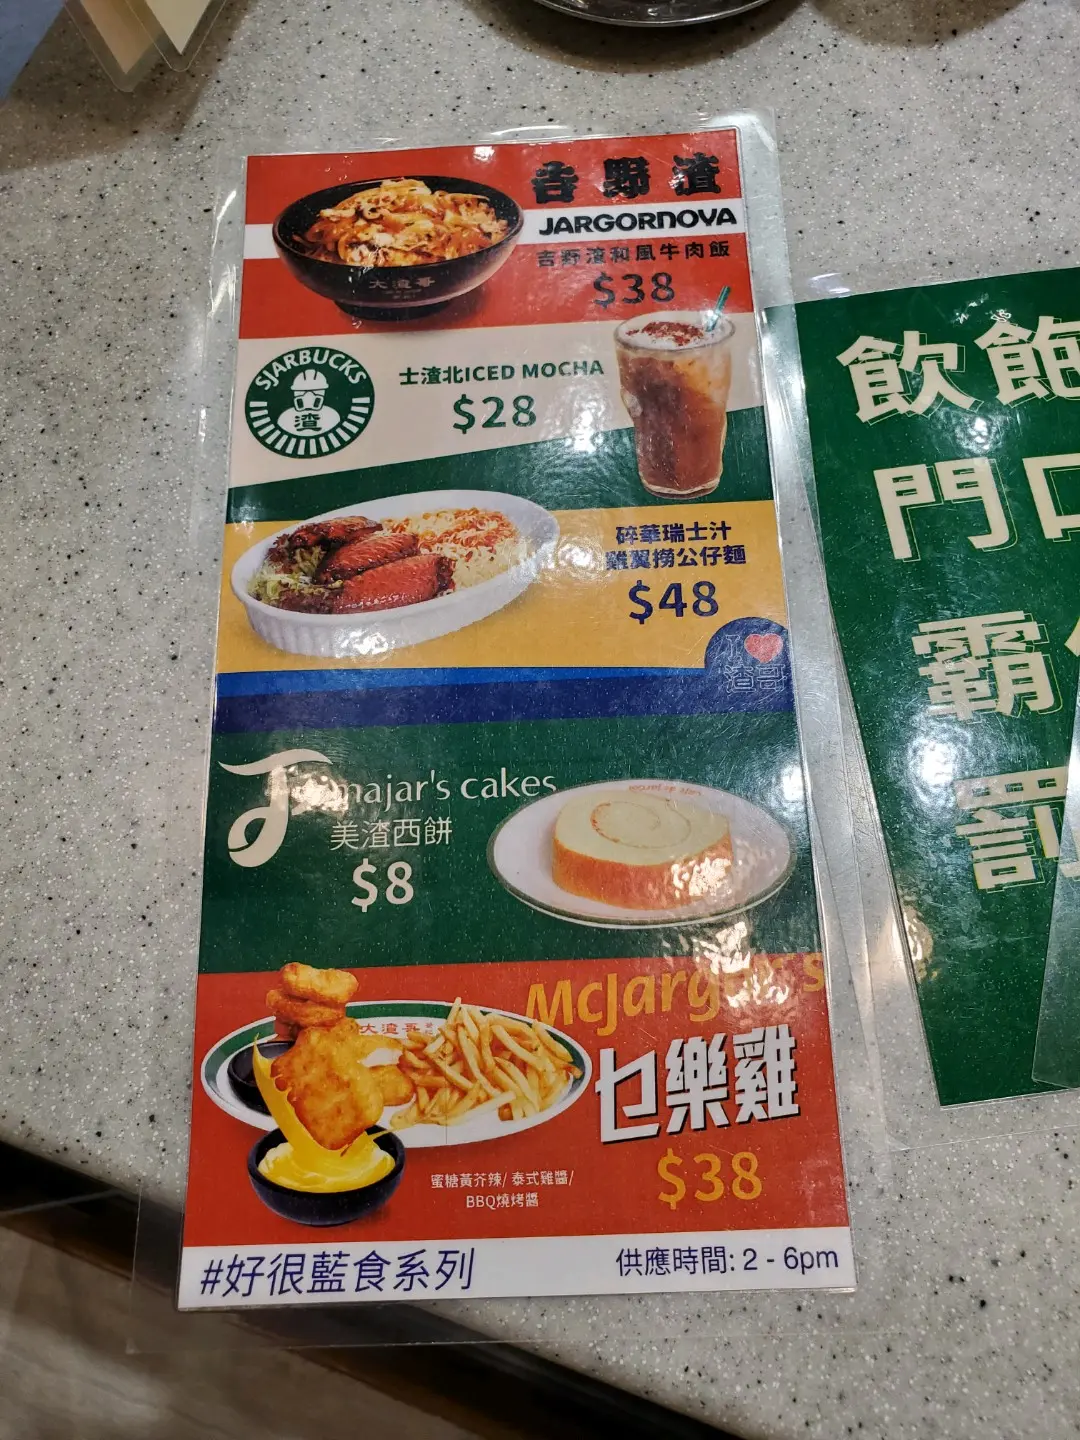 吉野渣
JARGORNOVA
吉野渣和風牛肉飯
$38
大渣哥
SJARBUCKS
渣
士渣北ICED MOCHA
$28
碎華瑞士汁
雞翼撈公仔麵
$48
I
渣哥
majar's cakes
美渣西餅
$8
大渣哥
乜樂雞
$38
蜜糖黃芥辣/ 泰式雞醬/
BBQ燒烤醬
#好很藍食系列
供應時間: 2 - 6pm
飲飽
門口
霸
罰